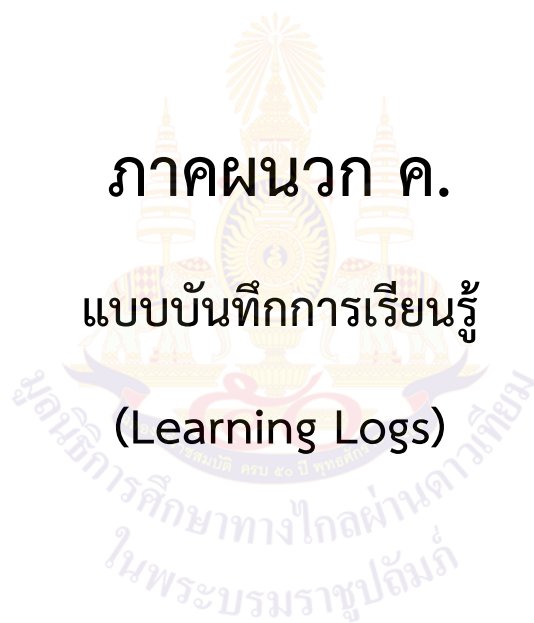 ภาคผนวก ค.
แบบบันทึกการเรียนรู้
(Learning Logs)
มูลนิธิการศึกษาทางไกลผ่านดาวเทียม
ในพระบรมราชูปถัมภ์